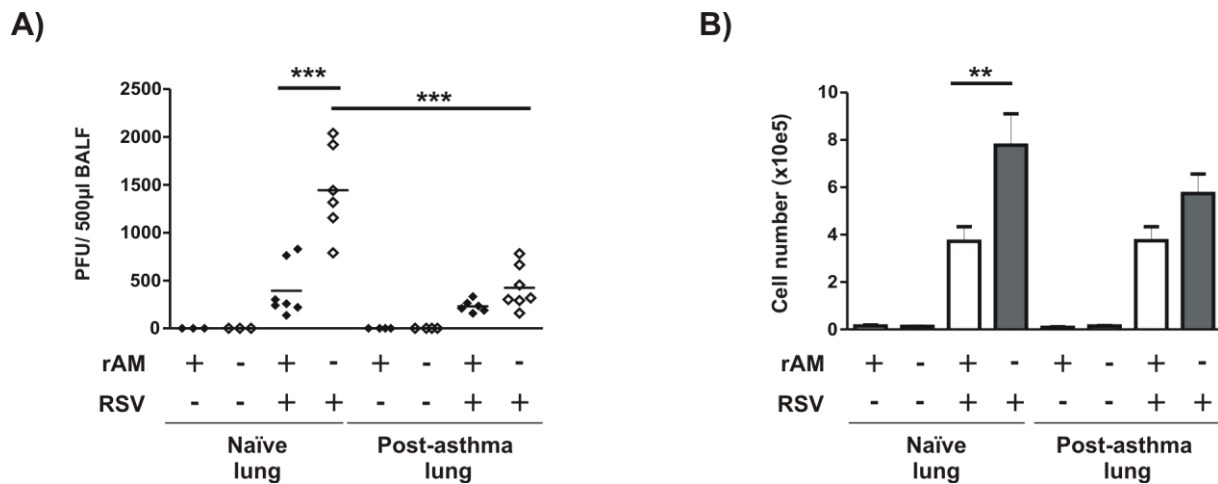 A)
***
***
PFU/ 500µl BALF
2500
2000
1500
1000
500
0
rAM + - + - + - + -
RSV - - + + - - + +
Naïve lung
Post-asthma lung
B)
**
Cell number (x10e5)
10
8
6
4
2
0
rAM + - + - + - + -
RSV - - + + - - + +
Naïve lung
Post-asthma lung